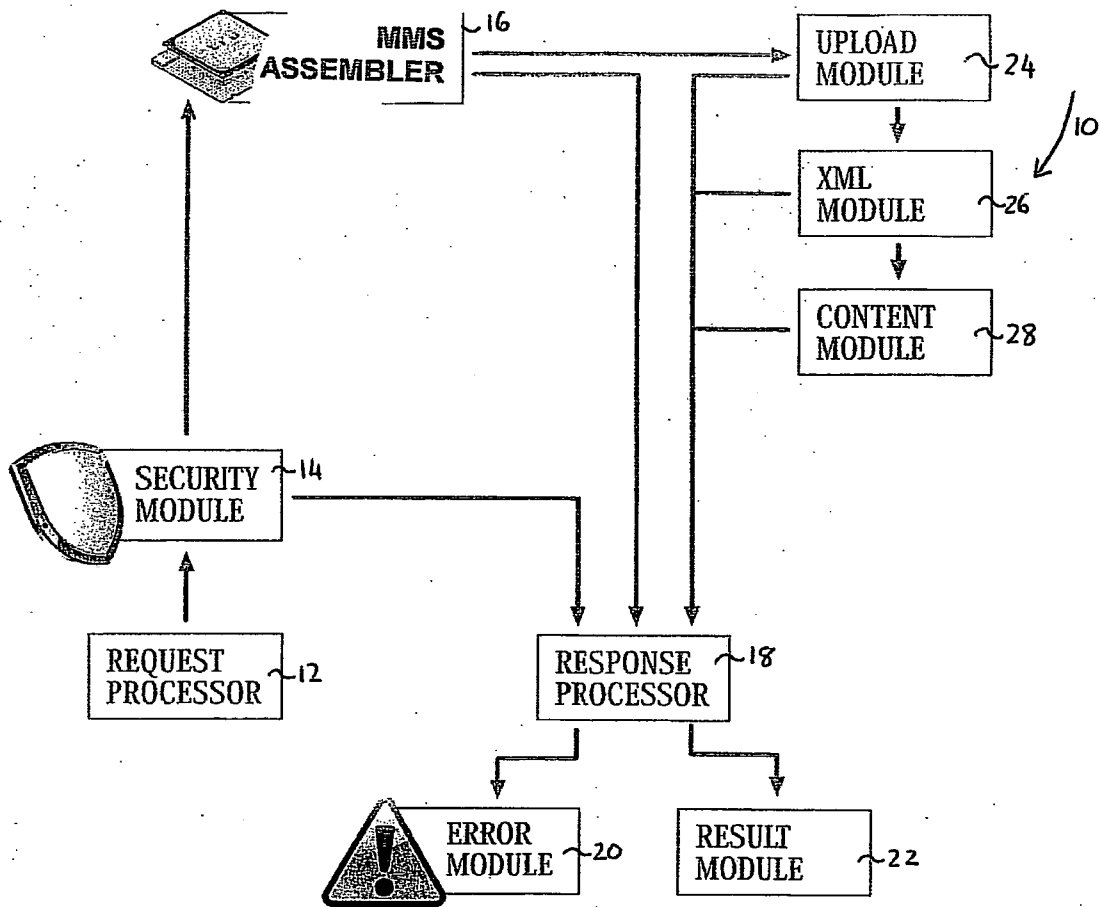 MMS
ASSEMBLER
16
UPLOAD
MODULE
24
10
XML
MODULE
26
CONTENT
MODULE
28
SECURITY
MODULE
14
REQUEST
PROCESSOR
12
RESPONSE
PROCESSOR
18
!
ERROR
MODULE
20
RESULT
MODULE
22